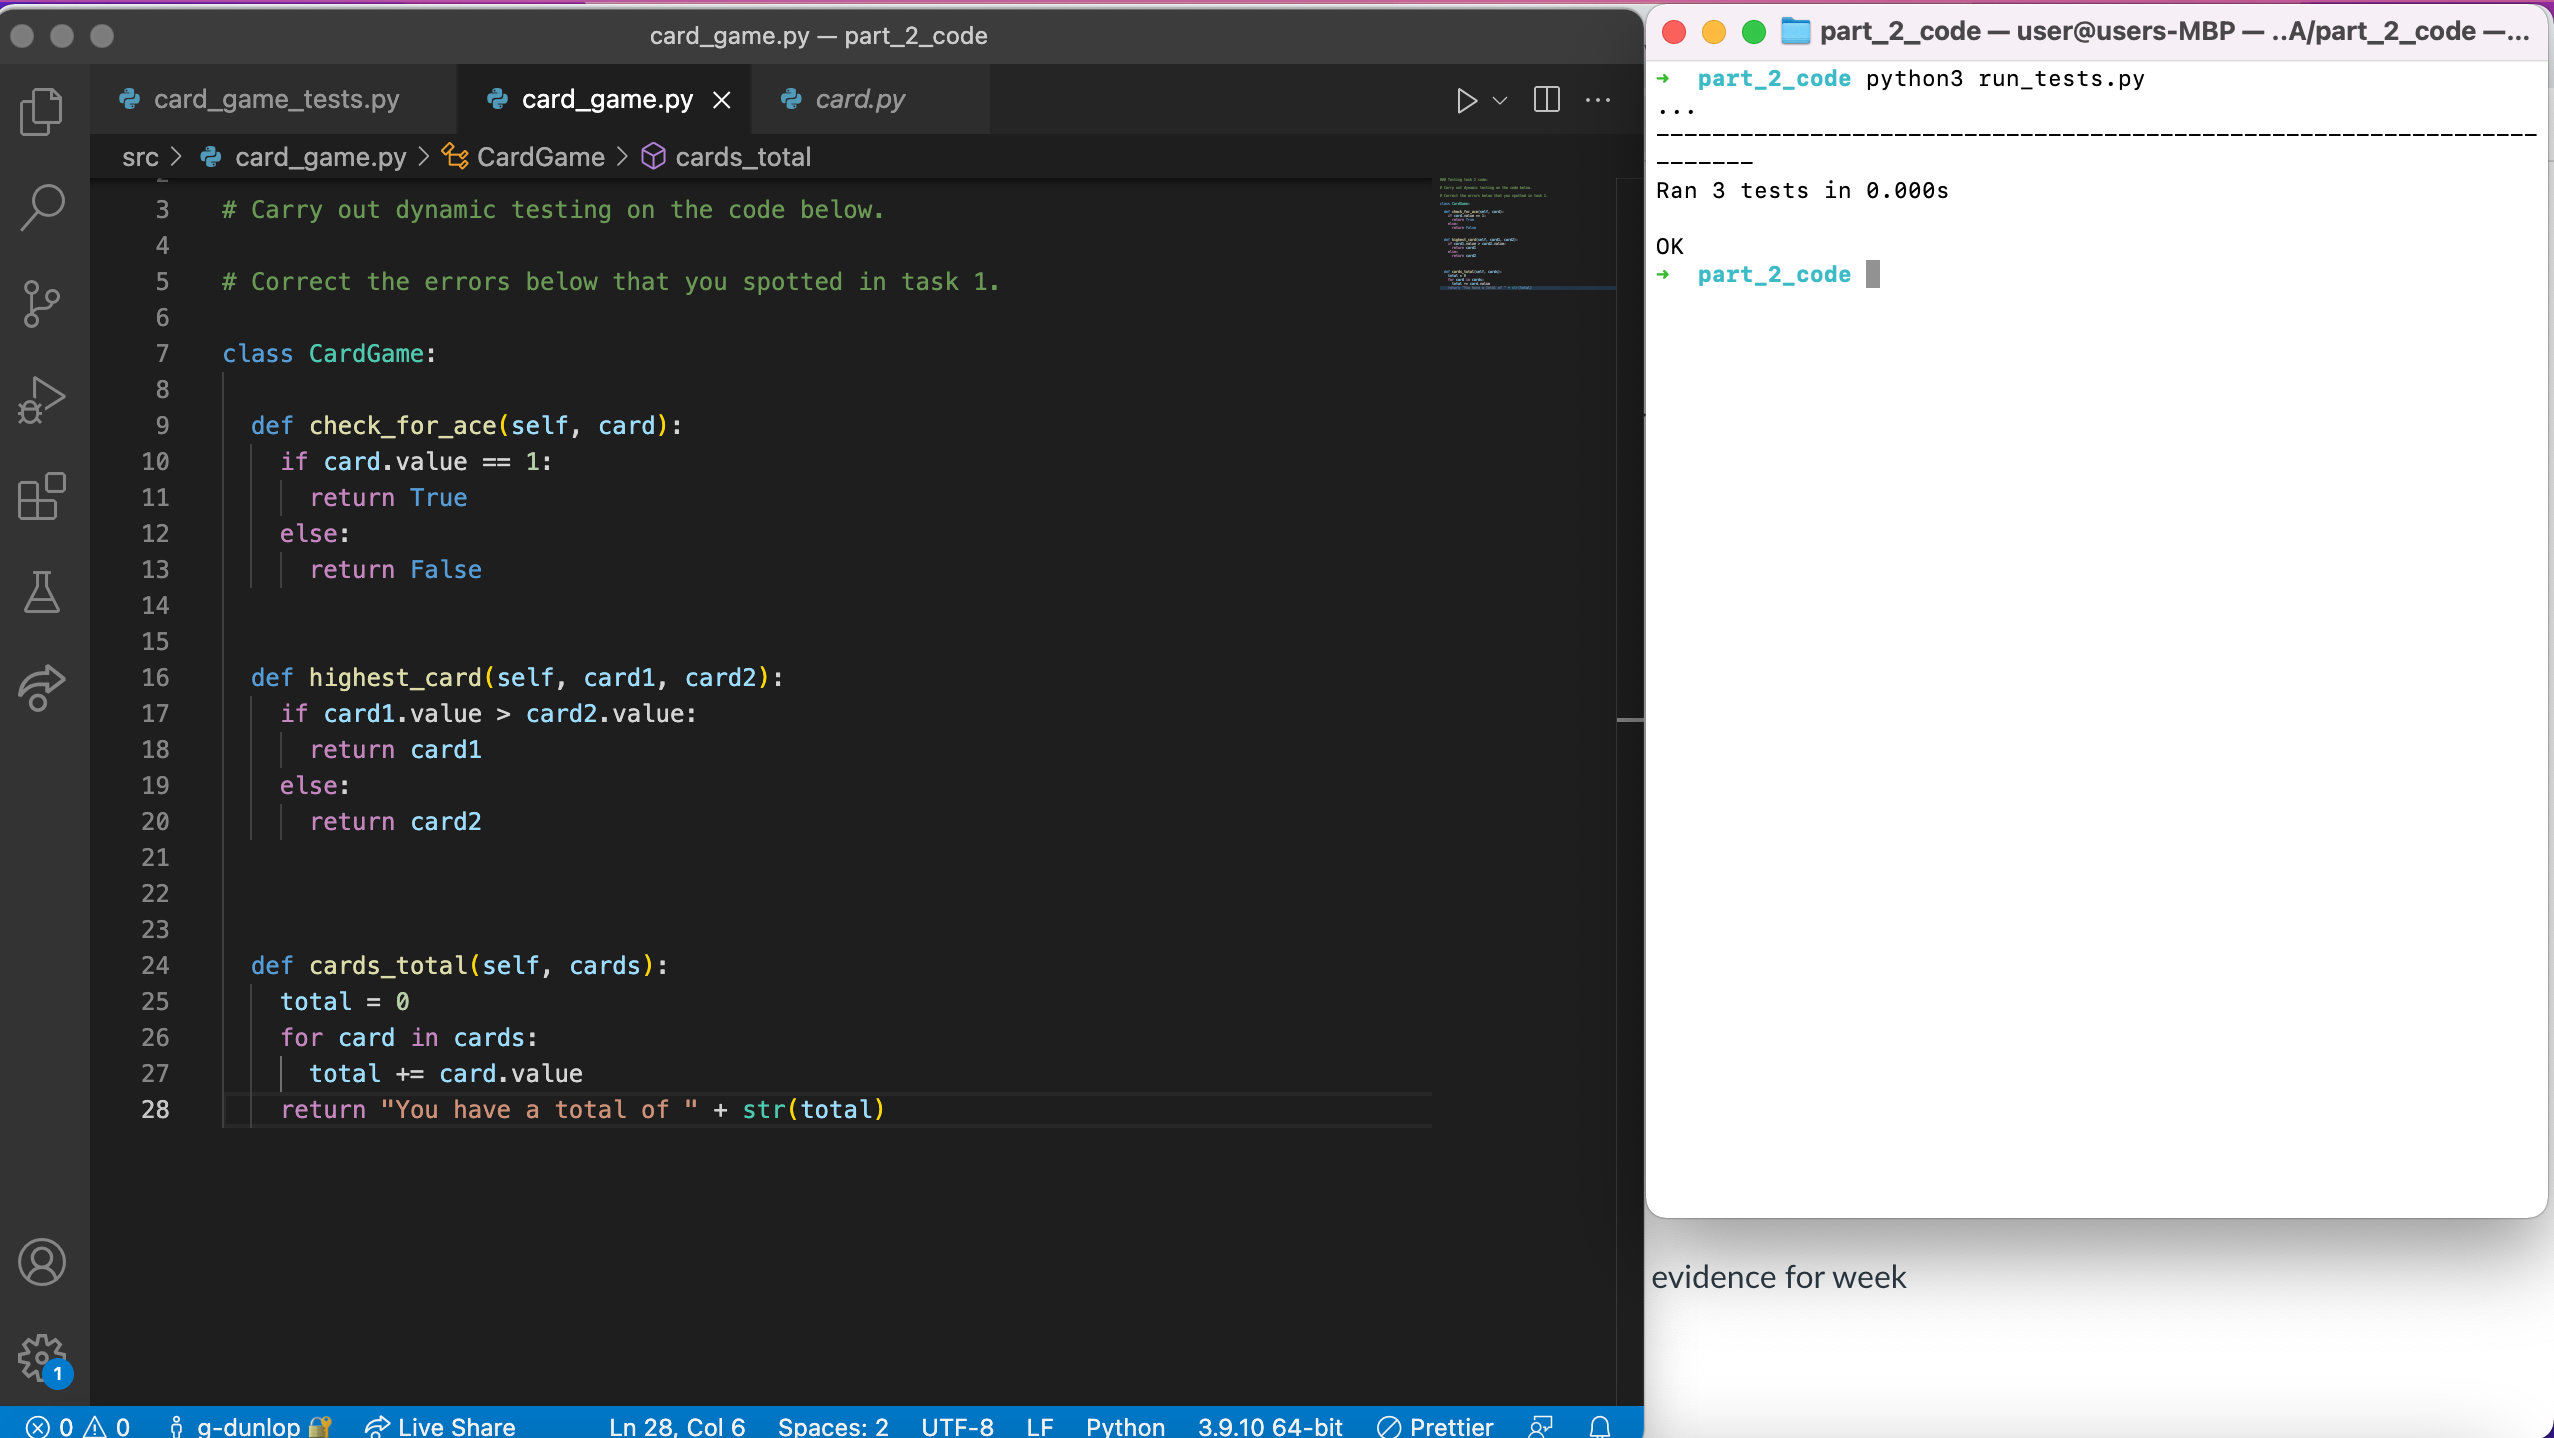 card_game.py — part_2_code
card_game_tests.py
card_game.py
card.py
src > card_game.py > CardGame > cards_total
3 # Carry out dynamic testing on the code below.
4
5 # Correct the errors below that you spotted in task 1.
6
7 class CardGame:
8
9 def check_for_ace(self, card):
10 if card.value == 1:
11 return True
12 else:
13 return False
14
15
16 def highest_card(self, card1, card2):
17 if card1.value > card2.value:
18 return card1
19 else:
20 return card2
21
22
23
24 def cards_total(self, cards):
25 total = 0
26 for card in cards:
27 total += card.value
28 return "You have a total of " + str(total)
1
0 0 g-dunlop Live Share Ln 28, Col 6 Spaces: 2 UTF-8 LF Python 3.9.10 64-bit Prettier
part_2_code — user@users-MBP — ..A/part_2_code —...
→ part_2_code python3 run_tests.py
...
----------------------------------------------------------------------
Ran 3 tests in 0.000s
OK
→ part_2_code
evidence for week